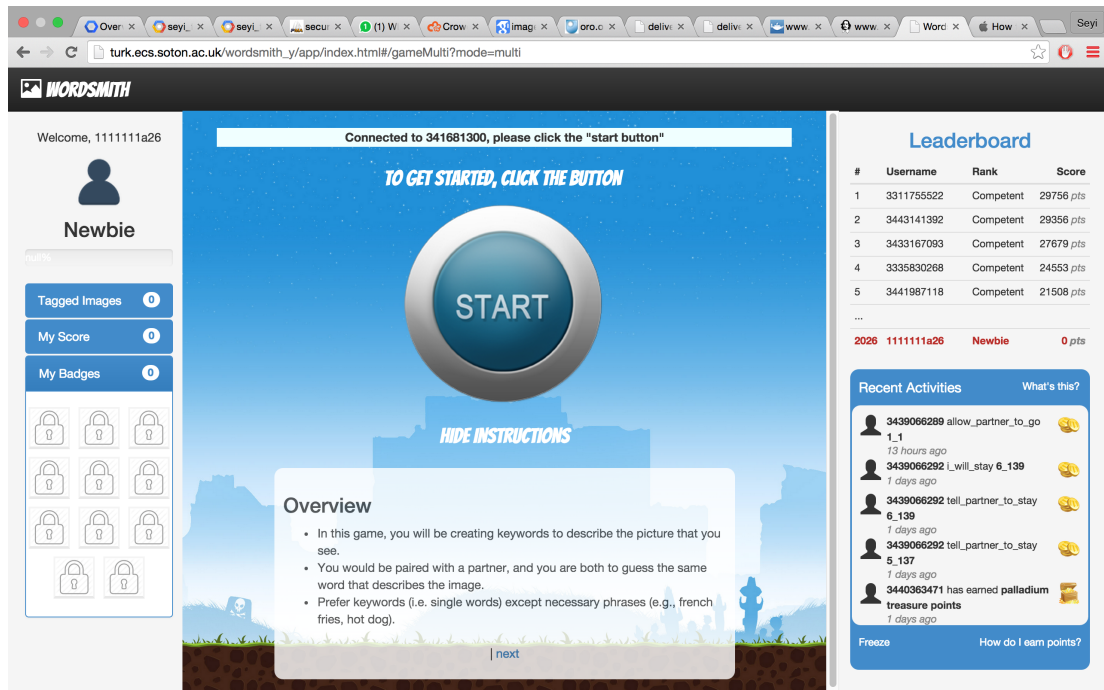 Over
seyi_
seyi_
secur
(1) Wi
Crow
imag
oro.o
delive
delive
www.
www.
Word
How
Seyi
turk.ecs.soton.ac.uk/wordsmith_y/app/index.html#/gameMulti?mode=multi
WORDSMITH
Welcome, 1111111a26
Newbie
null%
Tagged Images 0
My Score 0
My Badges 0
Connected to 341681300, please click the "start button"
TO GET STARTED, CLICK THE BUTTON
START
HIDE INSTRUCTIONS
Overview
• In this game, you will be creating keywords to describe the picture that you
see.
• You would be paired with a partner, and you are both to guess the same
word that describes the image.
• Prefer keywords (i.e. single words) except necessary phrases (e.g., french
fries, hot dog).
| next
Leaderboard
# Username Rank Score
1 3311755522 Competent 29756 pts
2 3443141392 Competent 29356 pts
3 3433167093 Competent 27679 pts
4 3335830268 Competent 24553 pts
5 3441987118 Competent 21508 pts
...
2026 1111111a26 Newbie 0 pts
Recent Activities What's this?
3439066289 allow_partner_to_go
1_1
13 hours ago
3439066292 i_will_stay 6_139
1 days ago
3439066292 tell_partner_to_stay
6_139
1 days ago
3439066292 tell_partner_to_stay
5_137
1 days ago
3440363471 has earned palladium
treasure points
1 days ago
Freeze How do I earn points?